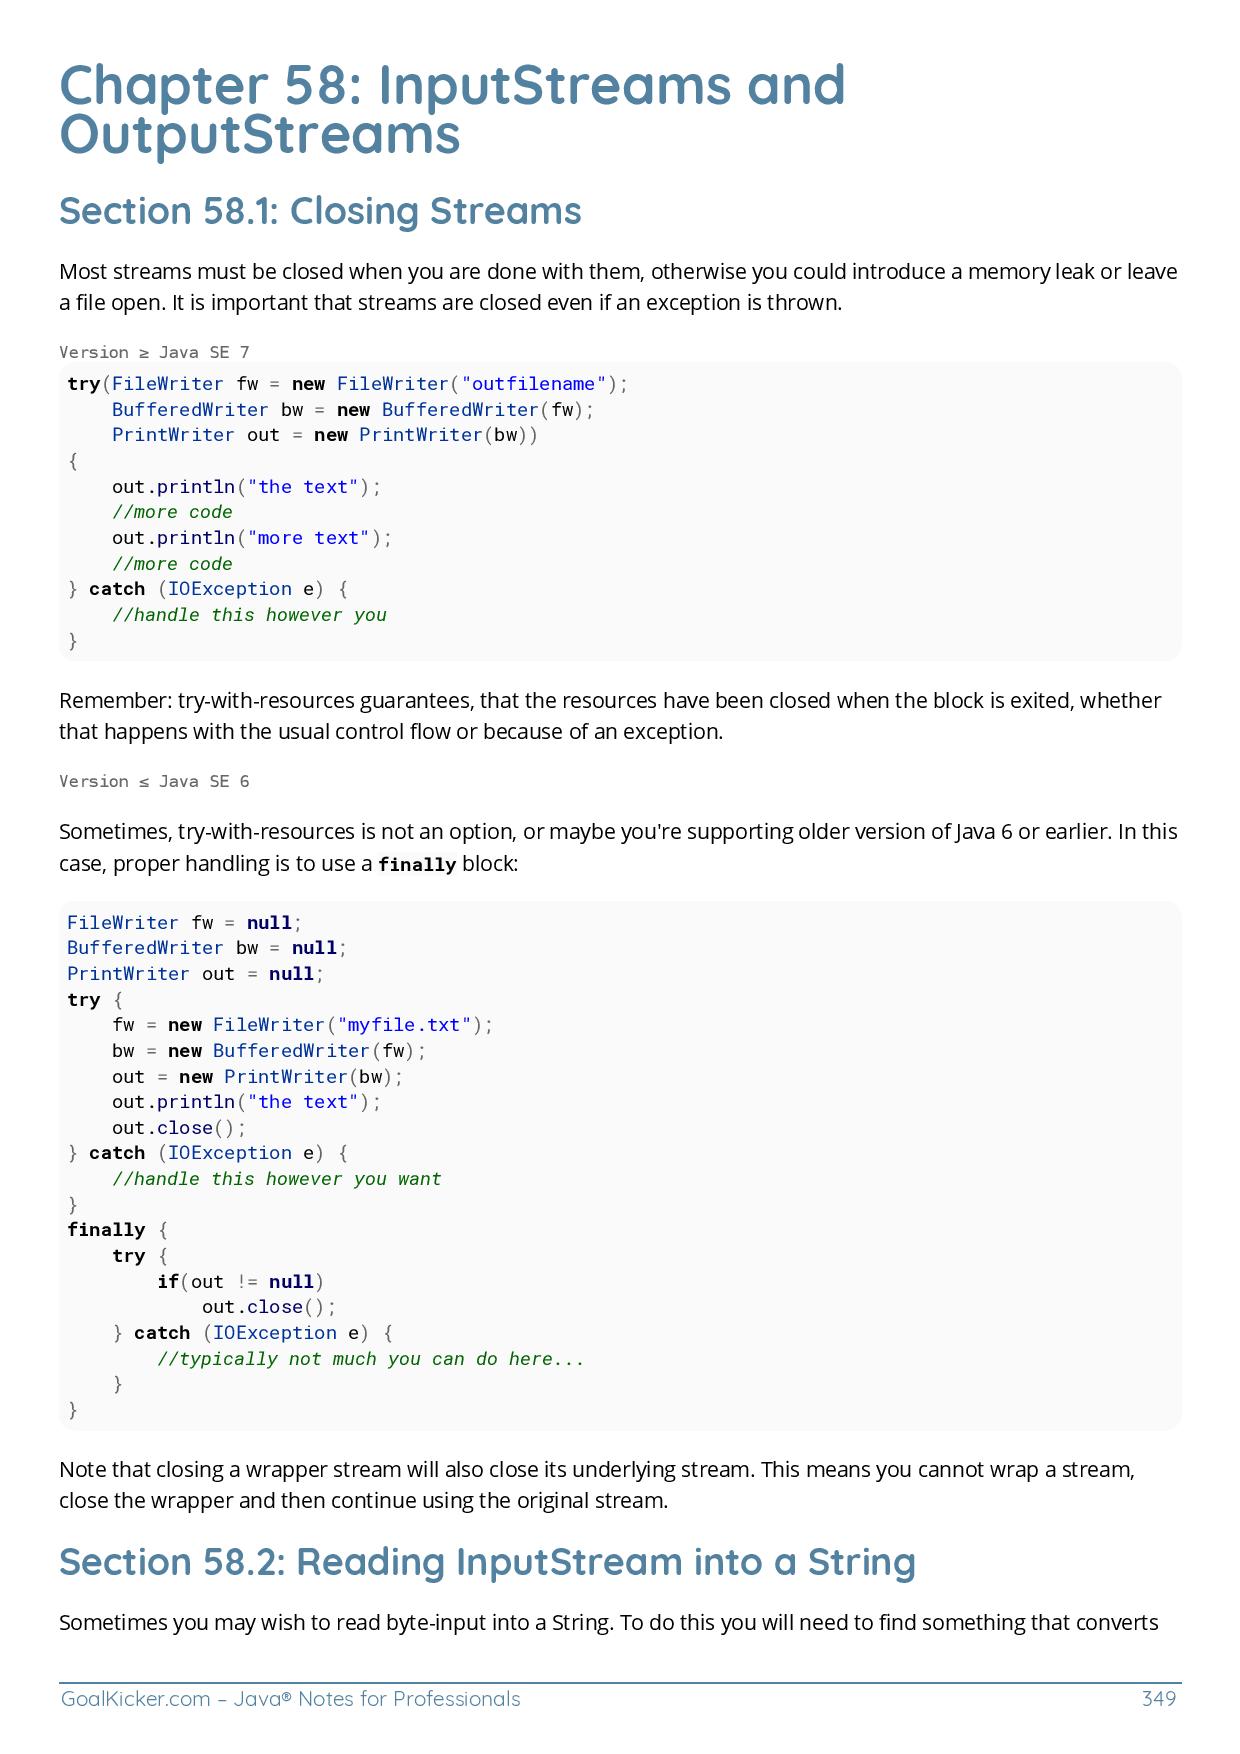 Chapter 58: InputStreams and
OutputStreams
Section 58.1: Closing Streams
Most streams must be closed when you are done with them, otherwise you could introduce a memory leak or leave
a file open. It is important that streams are closed even if an exception is thrown.
Version ≥ Java SE 7
try(FileWriter fw = new FileWriter("outfilename");
    BufferedWriter bw = new BufferedWriter(fw);
    PrintWriter out = new PrintWriter(bw))
{
    out.println("the text");
    //more code
    out.println("more text");
    //more code
} catch (IOException e) {
    //handle this however you
}
Remember: try-with-resources guarantees, that the resources have been closed when the block is exited, whether
that happens with the usual control flow or because of an exception.
Version ≤ Java SE 6
Sometimes, try-with-resources is not an option, or maybe you're supporting older version of Java 6 or earlier. In this
case, proper handling is to use a finally block:
FileWriter fw = null;
BufferedWriter bw = null;
PrintWriter out = null;
try {
    fw = new FileWriter("myfile.txt");
    bw = new BufferedWriter(fw);
    out = new PrintWriter(bw);
    out.println("the text");
    out.close();
} catch (IOException e) {
    //handle this however you want
}
finally {
    try {
        if(out != null)
            out.close();
    } catch (IOException e) {
        //typically not much you can do here...
    }
}
Note that closing a wrapper stream will also close its underlying stream. This means you cannot wrap a stream,
close the wrapper and then continue using the original stream.
Section 58.2: Reading InputStream into a String
Sometimes you may wish to read byte-input into a String. To do this you will need to find something that converts
GoalKicker.com – Java® Notes for Professionals 349